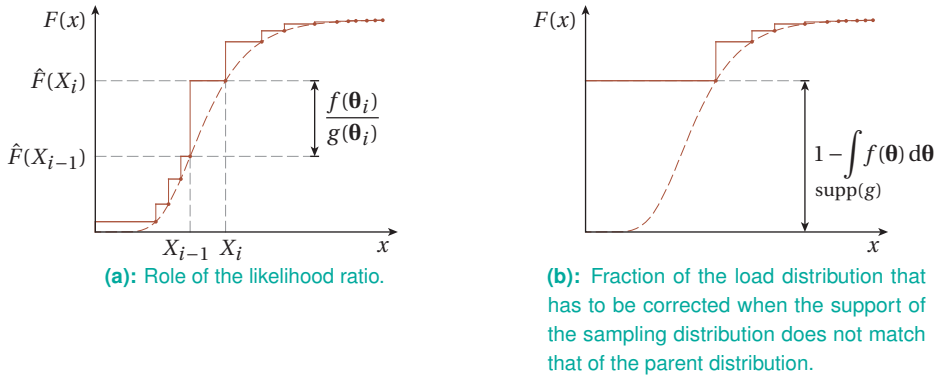 F(x)
F̂(X_i)
F̂(X_{i−1})
f(θ_i)
g(θ_i)
X_{i−1}
X_i
x
(a): Role of the likelihood ratio.
F(x)
1 − ∫ f(θ) dθ
supp(g)
x
(b): Fraction of the load distribution that
has to be corrected when the support of
the sampling distribution does not match
that of the parent distribution.